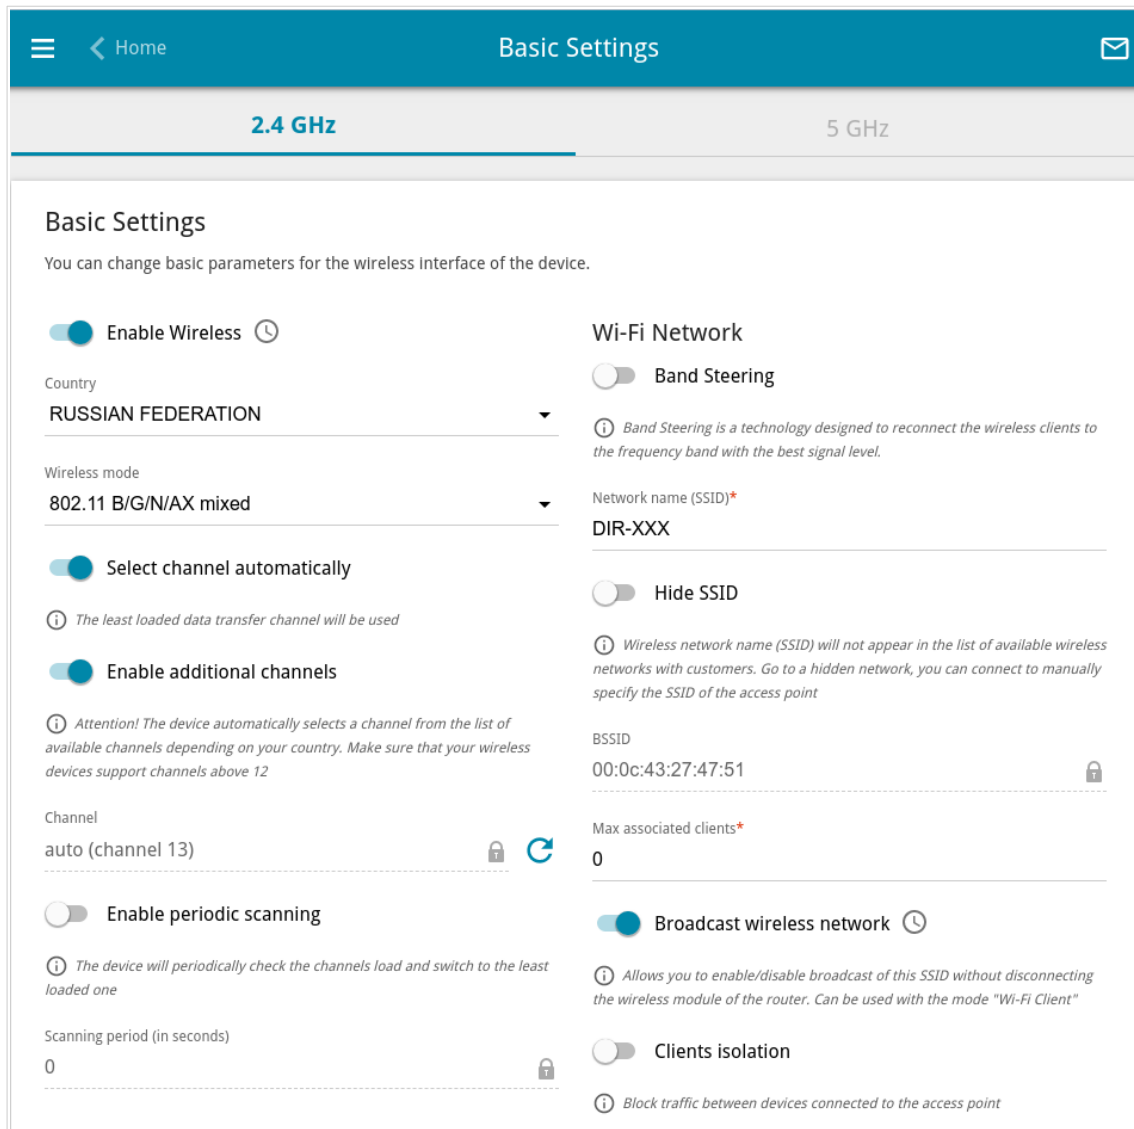 Home
Basic Settings
2.4 GHz
5 GHz
Basic Settings
You can change basic parameters for the wireless interface of the device.
Enable Wireless
Country
RUSSIAN FEDERATION
Wireless mode
802.11 B/G/N/AX mixed
Select channel automatically
The least loaded data transfer channel will be used
Enable additional channels
Attention! The device automatically selects a channel from the list of
available channels depending on your country. Make sure that your wireless
devices support channels above 12
Channel
auto (channel 13)
Enable periodic scanning
The device will periodically check the channels load and switch to the least
loaded one
Scanning period (in seconds)
0
Wi-Fi Network
Band Steering
Band Steering is a technology designed to reconnect the wireless clients to
the frequency band with the best signal level.
Network name (SSID)*
DIR-XXX
Hide SSID
Wireless network name (SSID) will not appear in the list of available wireless
networks with customers. Go to a hidden network, you can connect to manually
specify the SSID of the access point
BSSID
00:0c:43:27:47:51
Max associated clients*
0
Broadcast wireless network
Allows you to enable/disable broadcast of this SSID without disconnecting
the wireless module of the router. Can be used with the mode "Wi-Fi Client"
Clients isolation
Block traffic between devices connected to the access point